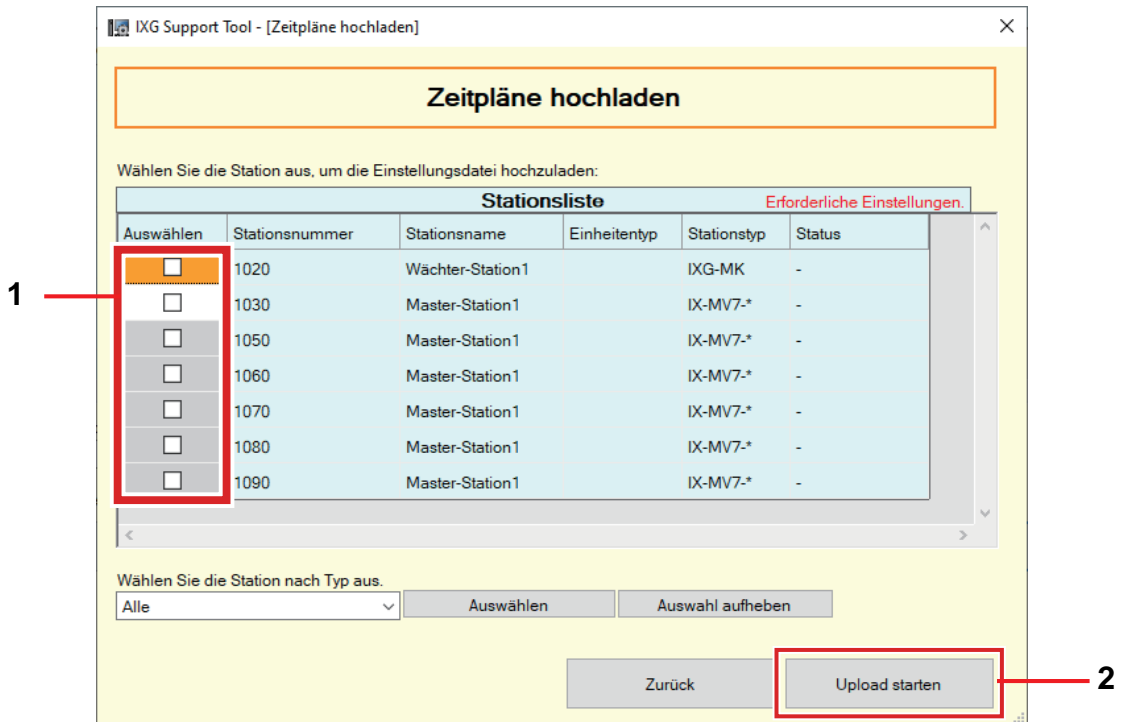 IXG Support Tool - [Zeitpläne hochladen]
Zeitpläne hochladen
Wählen Sie die Station aus, um die Einstellungsdatei hochzuladen:
Stationsliste Erforderliche Einstellungen.
Auswählen Stationsnummer Stationsname Einheitentyp Stationstyp Status
1020 Wächter-Station1 IXG-MK -
1
1030 Master-Station1 IX-MV7-* -
1050 Master-Station1 IX-MV7-* -
1060 Master-Station1 IX-MV7-* -
1070 Master-Station1 IX-MV7-* -
1080 Master-Station1 IX-MV7-* -
1090 Master-Station1 IX-MV7-* -
Wählen Sie die Station nach Typ aus.
Alle Auswählen Auswahl aufheben
Zurück Upload starten 2